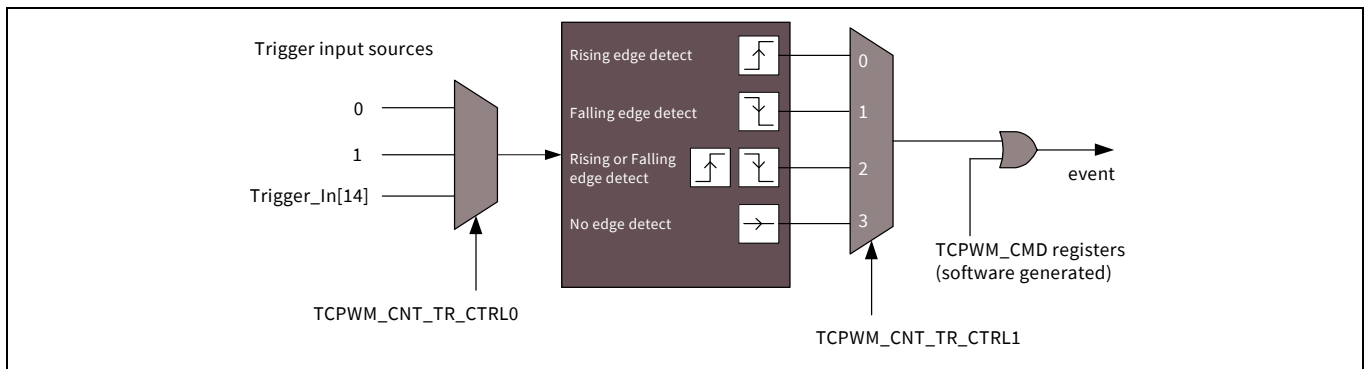 Trigger input sources
0
1
Trigger_In[14]
TCPWM_CNT_TR_CTRL0
Rising edge detect
Falling edge detect
Rising or Falling
edge detect
No edge detect
0
1
2
3
TCPWM_CNT_TR_CTRL1
event
TCPWM_CMD registers
(software generated)